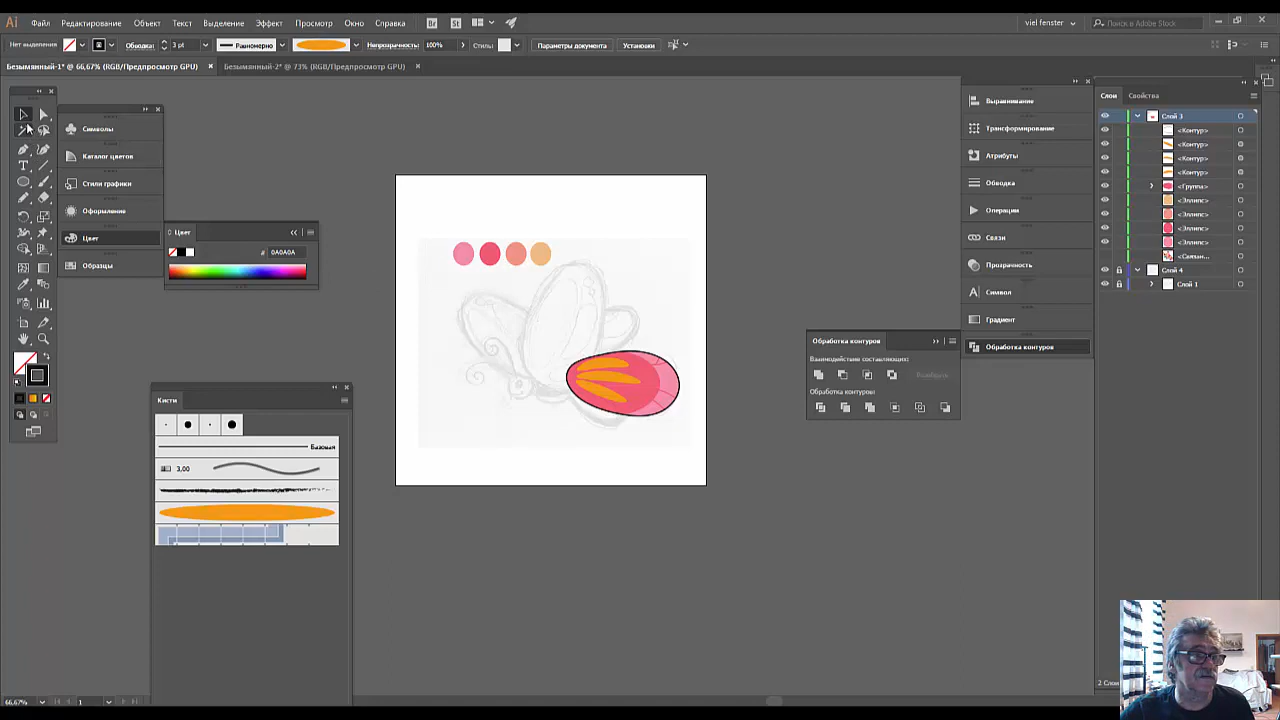 Ai Файл Редактирование Объект Текст Выделение Эффект Просмотр Окно Справка Br St viel fenster Поиск в Adobe Stock
Нет выделения Обводка: 3 pt Равномерно Непрозрачность: 100% Стиль: Параметры документа Установки
Безымянный-1* @ 66,67% (RGB/Предпросмотр GPU) × Безымянный-2* @ 73% (RGB/Предпросмотр GPU) ×
Символы
Каталог цветов
Стили графики
Оформление
Цвет
Образцы
Цвет
# 0A0A0A
Кисти
Базовая
3,00
Выравнивание
Трансформирование
Атрибуты
Обводка
Операции
Связи
Прозрачность
Символ
Градиент
Обработка контуров
Обработка контуров
Взаимодействие составляющих:
Обработка контуров:
Слои Свойства
Слой 3
<Контур>
<Контур>
<Контур>
<Контур>
<Группа>
<Эллипс>
<Эллипс>
<Эллипс>
<Эллипс>
<Связан...
Слой 4
Слой 1
66,67% 1